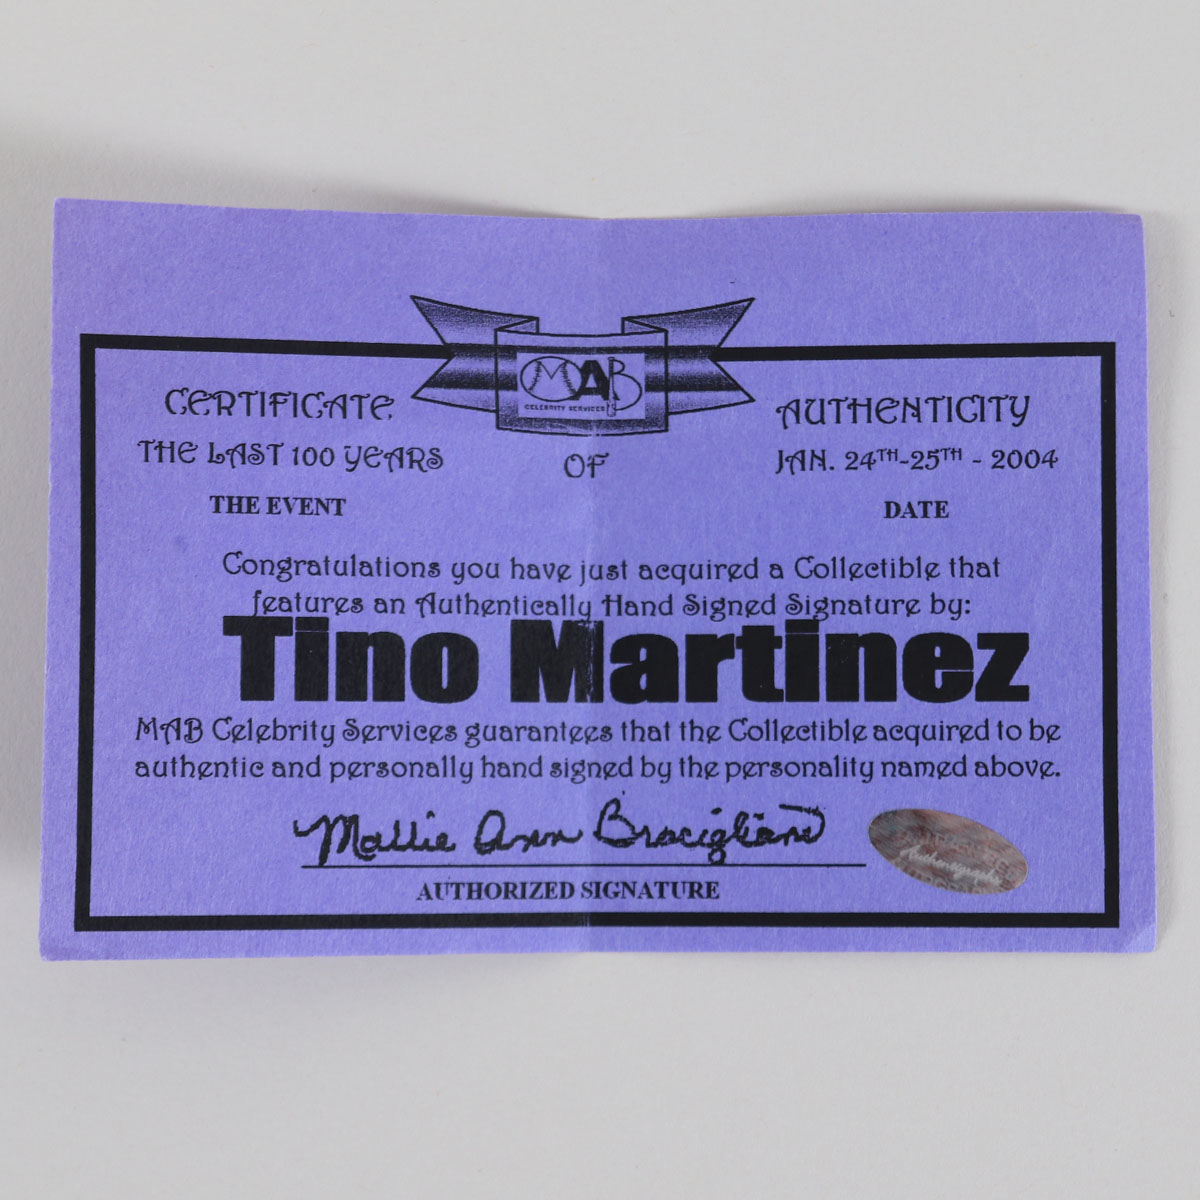 MAB
CELEBRITY SERVICES
CERTIFICATE OF AUTHENTICITY
THE LAST 100 YEARS
THE EVENT
JAN. 24TH-25TH - 2004
DATE
Congratulations you have just acquired a Collectible that
features an Authentically Hand Signed Signature by:
Tino Martinez
MAB Celebrity Services guarantees that the Collectible acquired to be
authentic and personally hand signed by the personality named above.
Mollie Ann Bracigliano
AUTHORIZED SIGNATURE